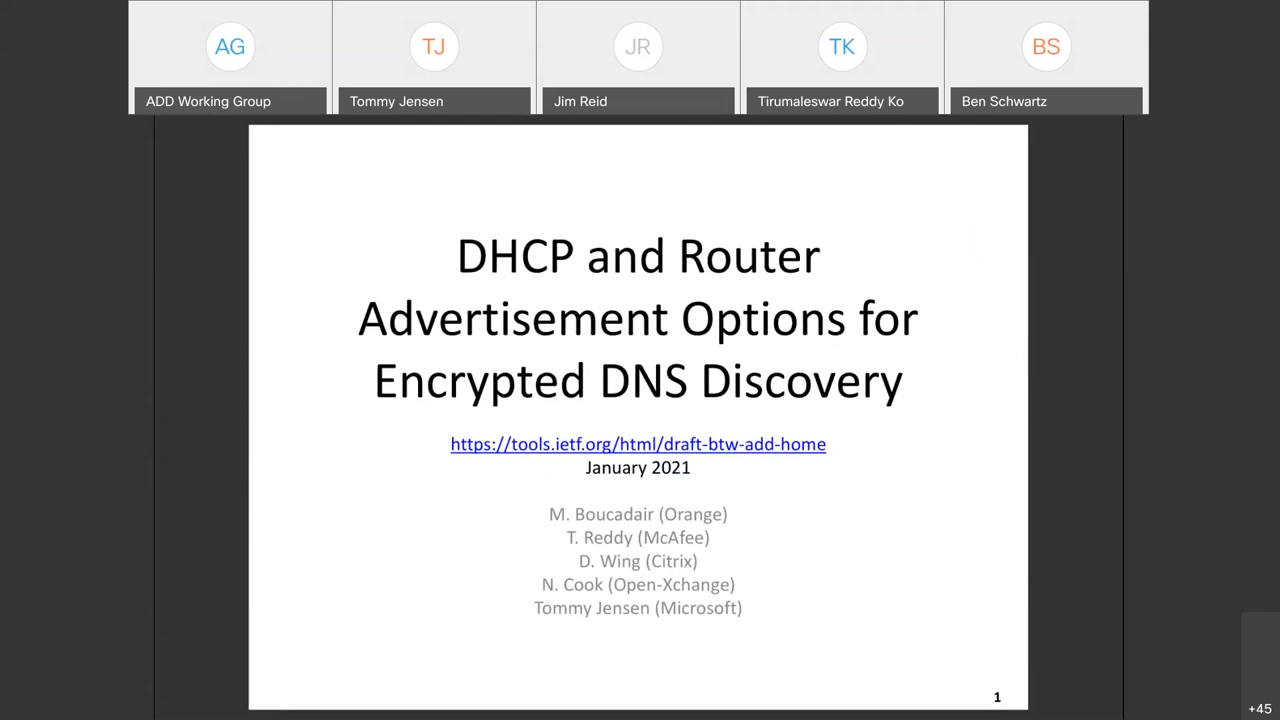 AG
TJ
JR
TK
BS
ADD Working Group
Tommy Jensen
Jim Reid
Tirumaleswar Reddy Ko
Ben Schwartz
DHCP and Router
Advertisement Options for
Encrypted DNS Discovery
https://tools.ietf.org/html/draft-btw-add-home
January 2021
M. Boucadair (Orange)
T. Reddy (McAfee)
D. Wing (Citrix)
N. Cook (Open-Xchange)
Tommy Jensen (Microsoft)
1
+45